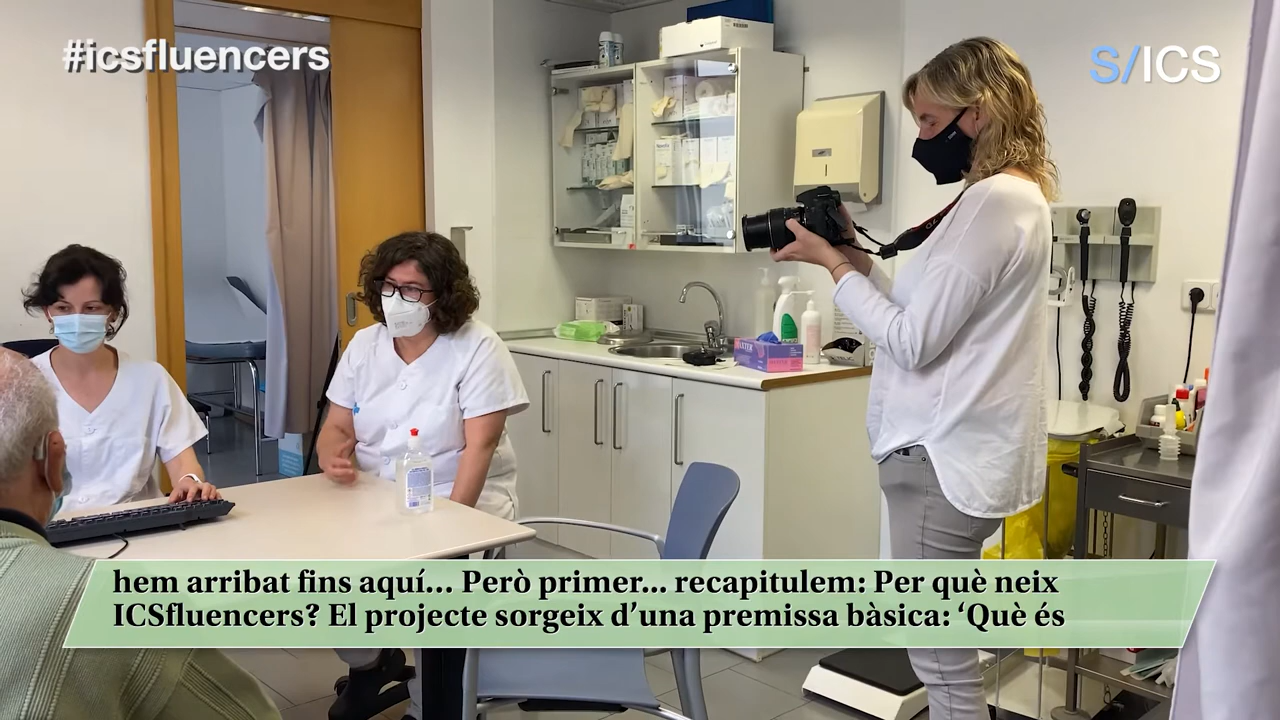 #icsfluencers
S/ICS
hem arribat fins aquí... Però primer... recapitulem: Per què neix
ICSfluencers? El projecte sorgeix d’una premissa bàsica: ‘Què és